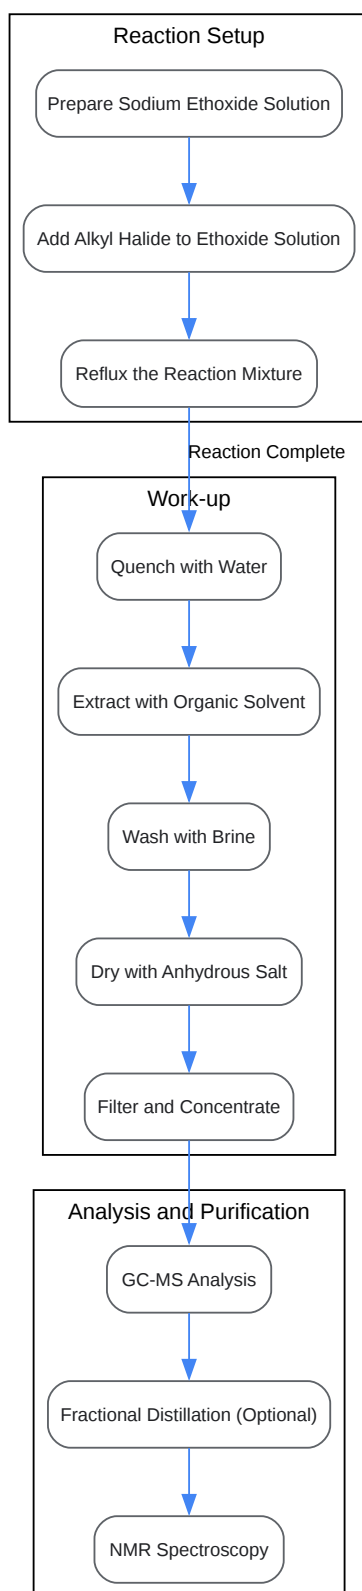 Reaction Setup
Prepare Sodium Ethoxide Solution
Add Alkyl Halide to Ethoxide Solution
Reflux the Reaction Mixture
Reaction Complete
Work-up
Quench with Water
Extract with Organic Solvent
Wash with Brine
Dry with Anhydrous Salt
Filter and Concentrate
Analysis and Purification
GC-MS Analysis
Fractional Distillation (Optional)
NMR Spectroscopy